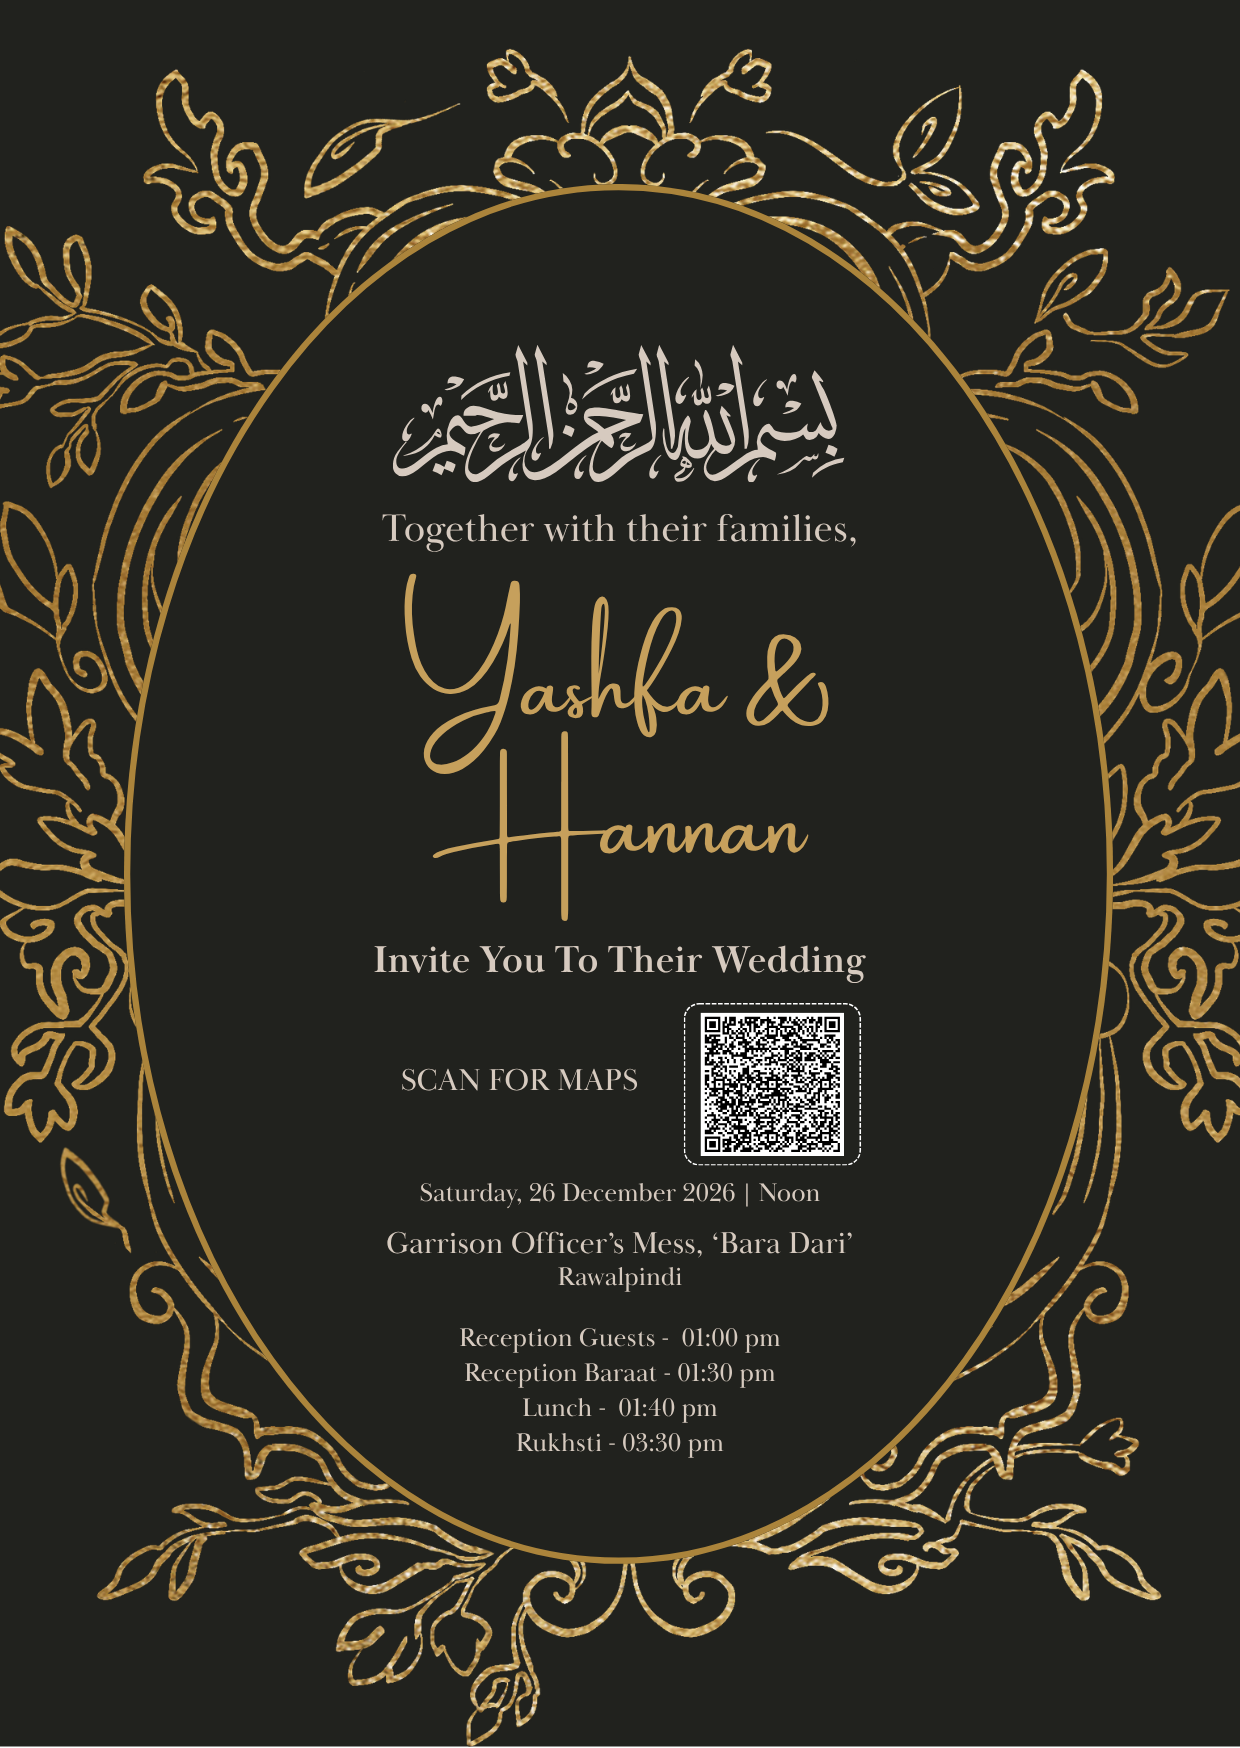 بسم الله الرحمن الرحيم
Together with their families,
Yashfa &
Hannan
Invite You To Their Wedding
SCAN FOR MAPS
Saturday, 26 December 2026 | Noon
Garrison Officer’s Mess, ‘Bara Dari’
Rawalpindi
Reception Guests - 01:00 pm
Reception Baraat - 01:30 pm
Lunch - 01:40 pm
Rukhsti - 03:30 pm